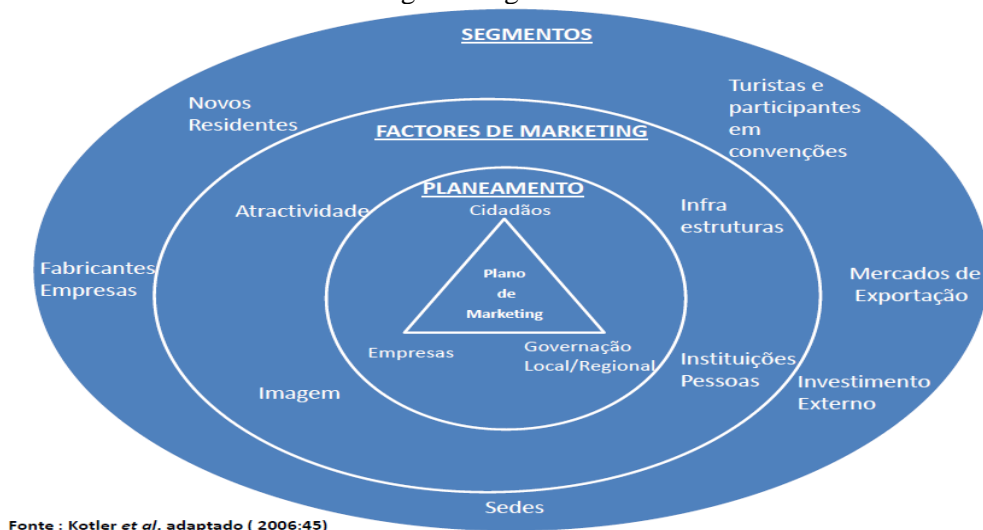 SEGMENTOS
Novos
Residentes
Turistas e
participantes
em
convenções
FACTORES DE MARKETING
PLANEAMENTO
Cidadãos
Atractividade
Infra
estruturas
Fabricantes
Empresas
Plano
de
Marketing
Mercados de
Exportação
Empresas
Governação
Local/Regional
Instituições
Pessoas
Imagem
Investimento
Externo
Sedes
Fonte : Kotler et al, adaptado ( 2006:45)